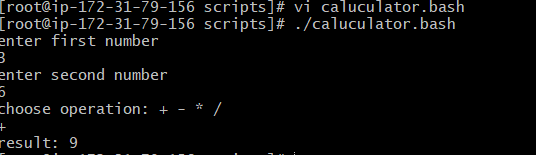 [root@ip-172-31-79-156 scripts]# vi caluculator.bash
[root@ip-172-31-79-156 scripts]# ./caluculator.bash
enter first number
3
enter second number
6
choose operation: + - * /
+
result: 9